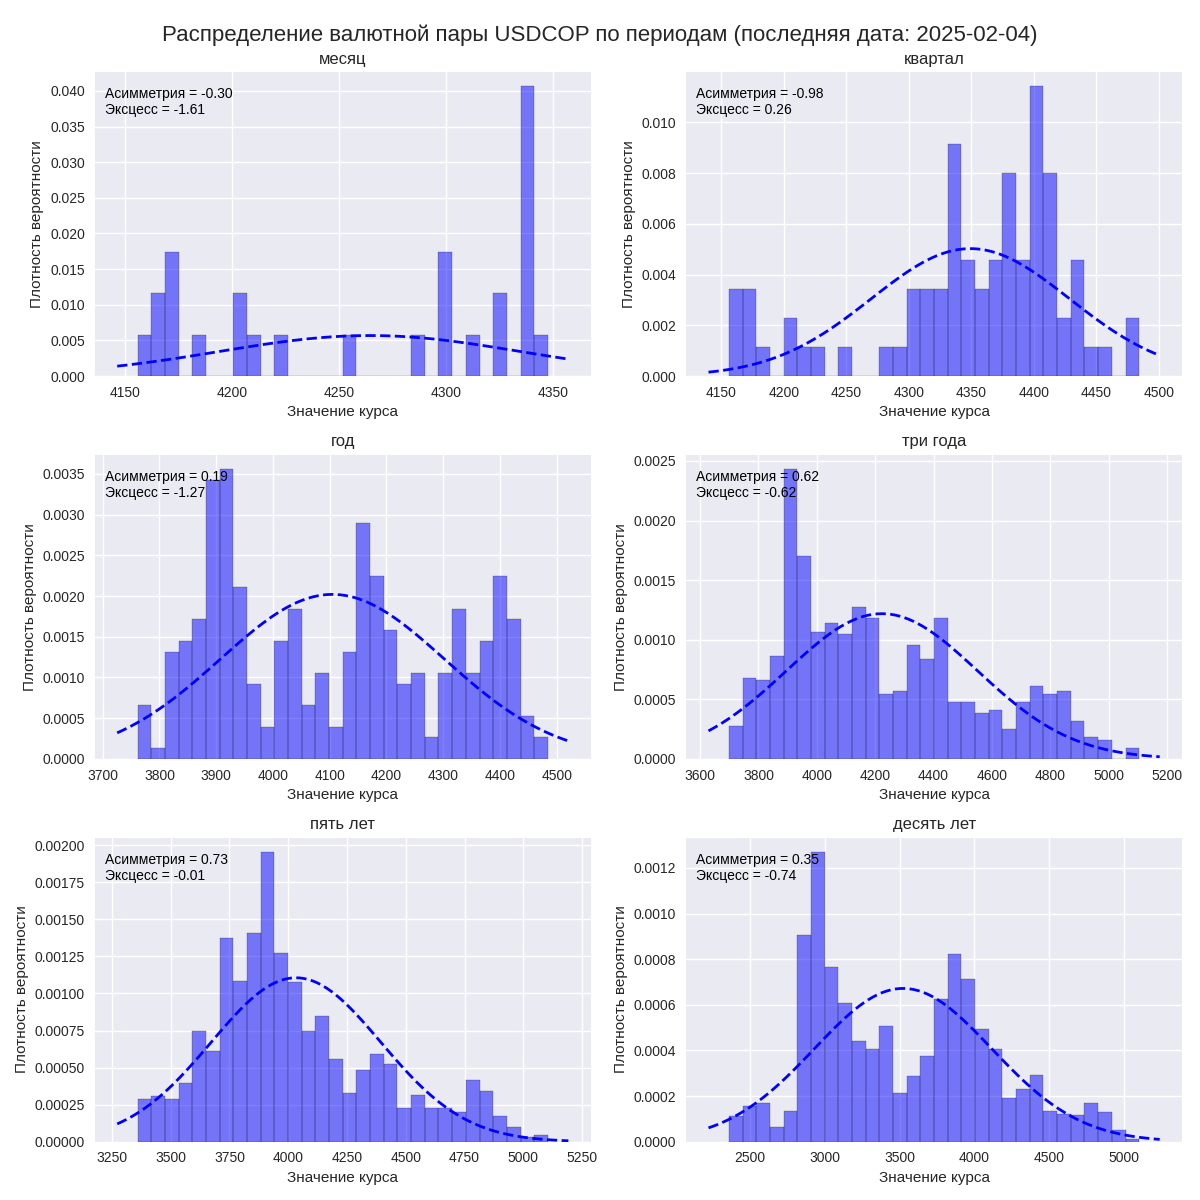 Распределение валютной пары USDCOP по периодам (последняя дата: 2025-02-04)
месяц
Асимметрия = -0.30
Эксцесс = -1.61
Плотность вероятности
0.040
0.035
0.030
0.025
0.020
0.015
0.010
0.005
0.000
4150 4200 4250 4300 4350
Значение курса
квартал
Асимметрия = -0.98
Эксцесс = 0.26
Плотность вероятности
0.010
0.008
0.006
0.004
0.002
0.000
4150 4200 4250 4300 4350 4400 4450 4500
Значение курса
год
Асимметрия = 0.19
Эксцесс = -1.27
Плотность вероятности
0.0035
0.0030
0.0025
0.0020
0.0015
0.0010
0.0005
0.0000
3700 3800 3900 4000 4100 4200 4300 4400 4500
Значение курса
три года
Асимметрия = 0.62
Эксцесс = -0.62
Плотность вероятности
0.0025
0.0020
0.0015
0.0010
0.0005
0.0000
3600 3800 4000 4200 4400 4600 4800 5000 5200
Значение курса
пять лет
Асимметрия = 0.73
Эксцесс = -0.01
Плотность вероятности
0.00200
0.00175
0.00150
0.00125
0.00100
0.00075
0.00050
0.00025
0.00000
3250 3500 3750 4000 4250 4500 4750 5000 5250
Значение курса
десять лет
Асимметрия = 0.35
Эксцесс = -0.74
Плотность вероятности
0.0012
0.0010
0.0008
0.0006
0.0004
0.0002
0.0000
2500 3000 3500 4000 4500 5000
Значение курса